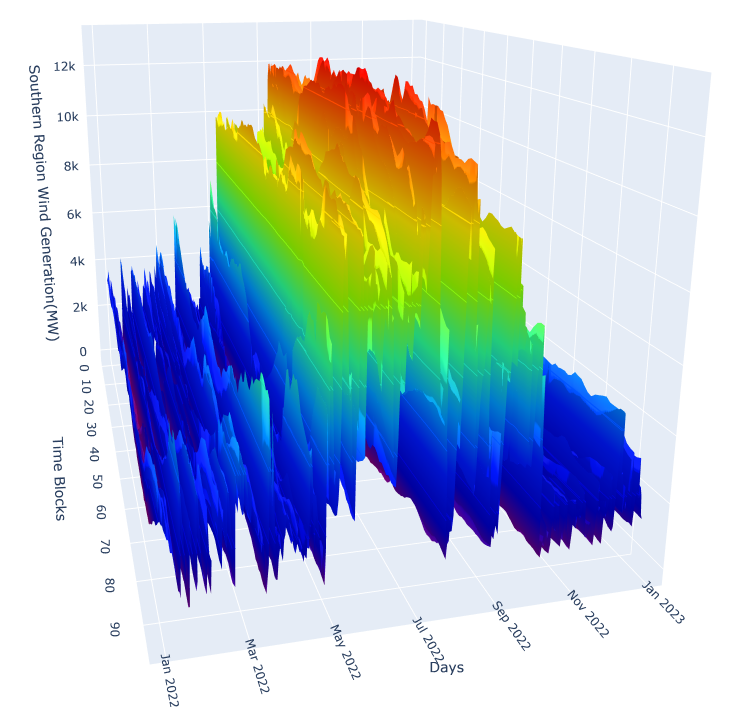 Southern Region Wind Generation(MW)
12k
10k
8k
6k
4k
2k
0
0
10
20
30
40
50
60
70
80
90
Time Blocks
Jan 2022
Mar 2022
May 2022
Jul 2022
Sep 2022
Nov 2022
Jan 2023
Days